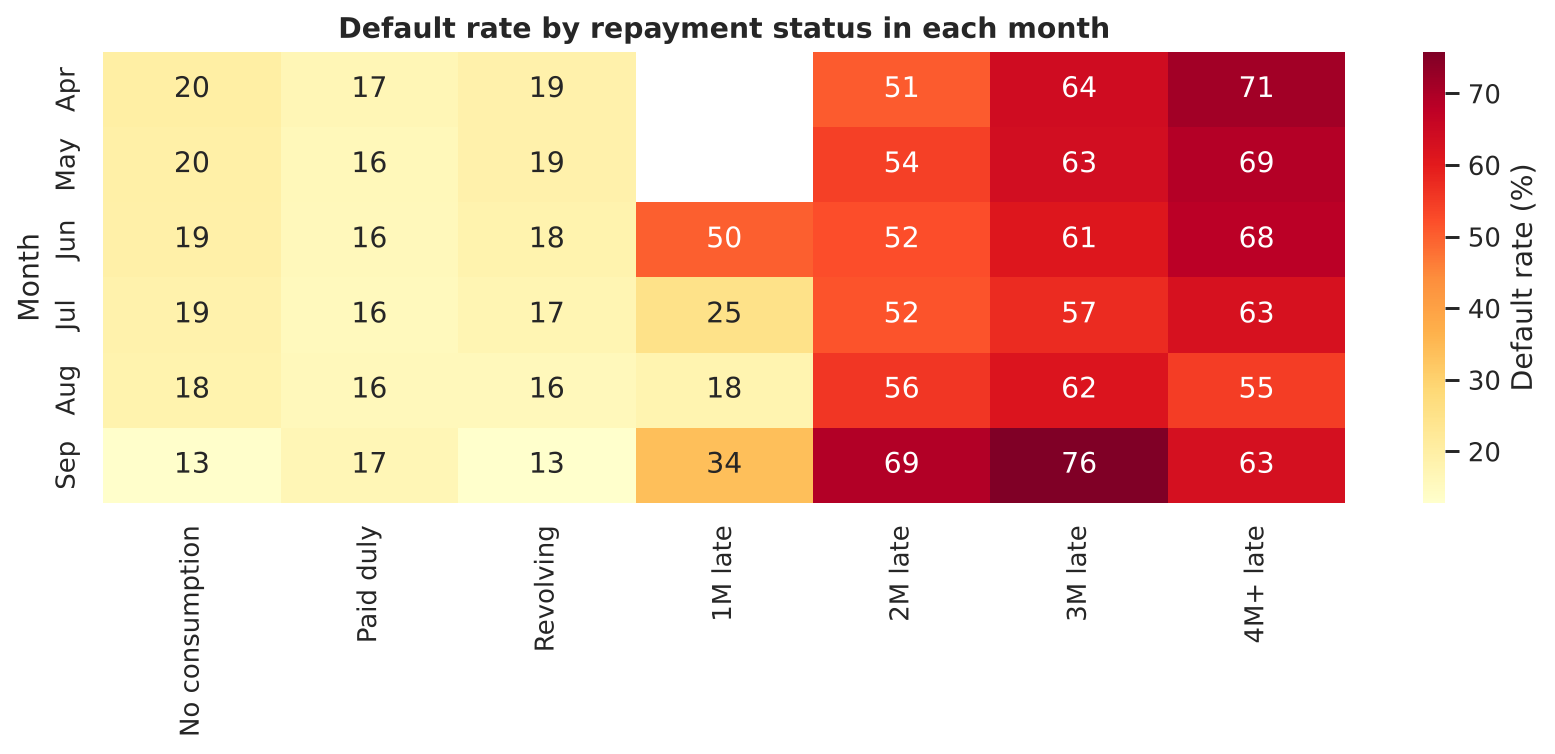 Default rate by repayment status in each month
Month
Apr 20 17 19 51 64 71
May 20 16 19 54 63 69
Jun 19 16 18 50 52 61 68
Jul 19 16 17 25 52 57 63
Aug 18 16 16 18 56 62 55
Sep 13 17 13 34 69 76 63
No consumption
Paid duly
Revolving
1M late
2M late
3M late
4M+ late
70
60
50
40
30
20
Default rate (%)